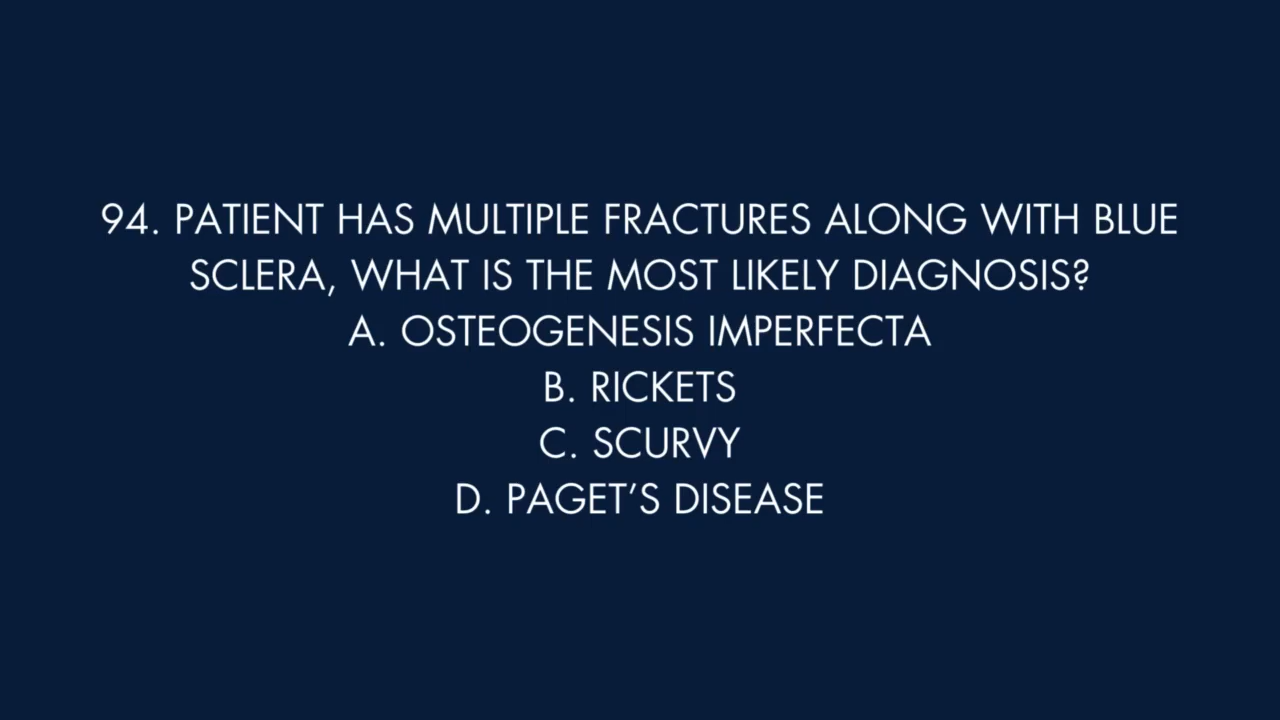 94. PATIENT HAS MULTIPLE FRACTURES ALONG WITH BLUE
SCLERA, WHAT IS THE MOST LIKELY DIAGNOSIS?
A. OSTEOGENESIS IMPERFECTA
B. RICKETS
C. SCURVY
D. PAGET’S DISEASE